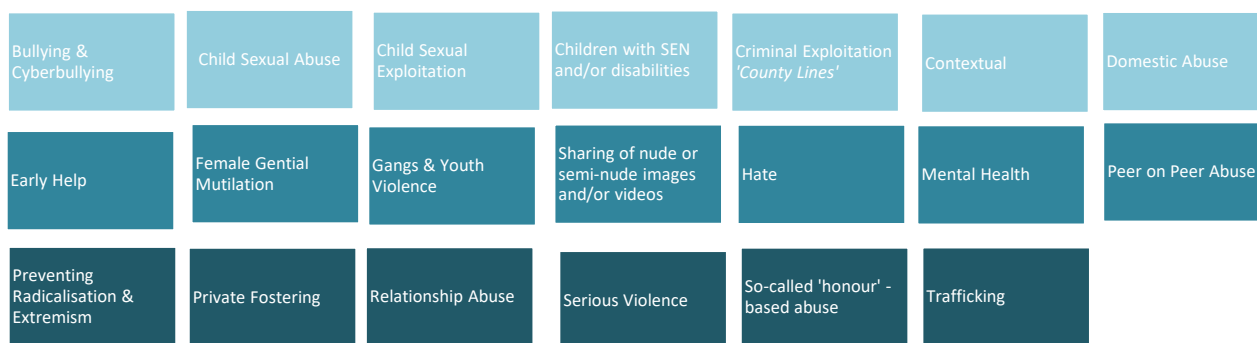 Bullying &
Cyberbullying
Child Sexual Abuse
Child Sexual
Exploitation
Children with SEN
and/or disabilities
Criminal Exploitation
'County Lines'
Contextual
Domestic Abuse
Early Help
Female Gential
Mutilation
Gangs & Youth
Violence
Sharing of nude or
semi-nude images
and/or videos
Hate
Mental Health
Peer on Peer Abuse
Preventing
Radicalisation &
Extremism
Private Fostering
Relationship Abuse
Serious Violence
So-called 'honour' -
based abuse
Trafficking